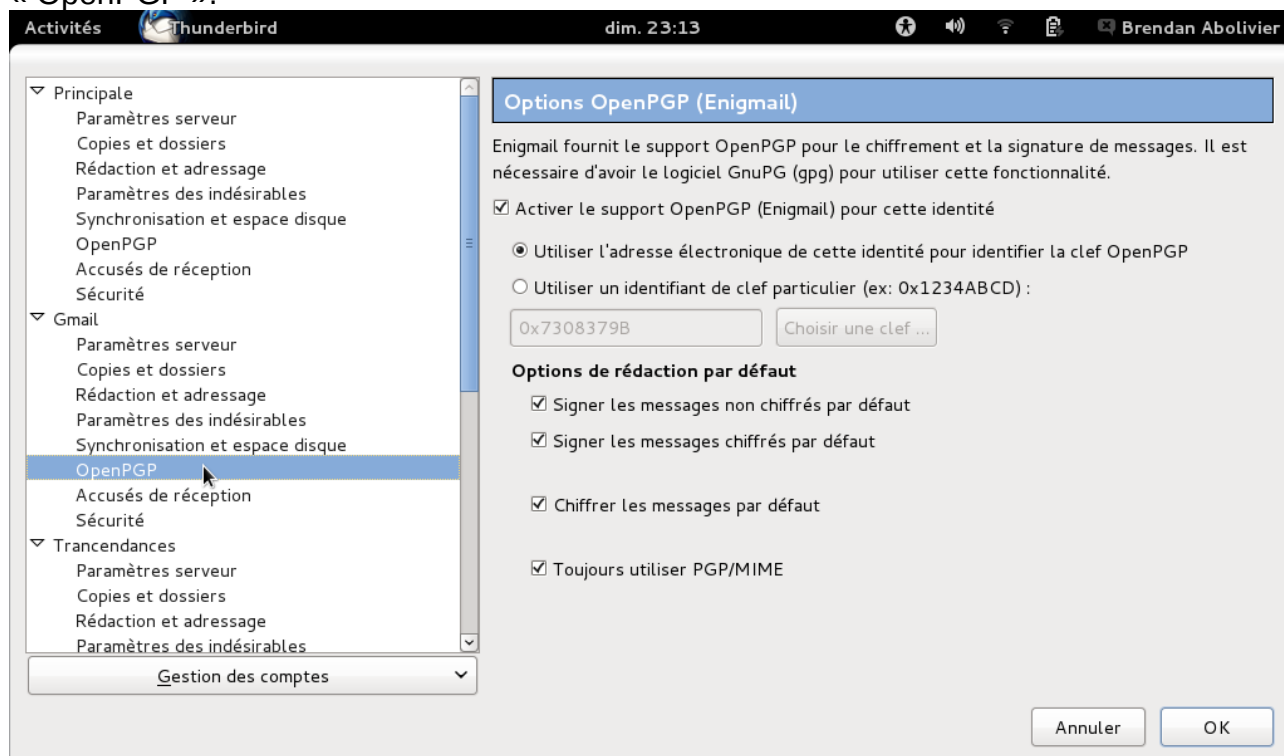 « OpenPGP ».
Activités Thunderbird dim. 23:13 Brendan Abolivier
Principale
Paramètres serveur
Copies et dossiers
Rédaction et adressage
Paramètres des indésirables
Synchronisation et espace disque
OpenPGP
Accusés de réception
Sécurité
Gmail
Paramètres serveur
Copies et dossiers
Rédaction et adressage
Paramètres des indésirables
Synchronisation et espace disque
OpenPGP
Accusés de réception
Sécurité
Trancendances
Paramètres serveur
Copies et dossiers
Rédaction et adressage
Paramètres des indésirables
Gestion des comptes
Options OpenPGP (Enigmail)
Enigmail fournit le support OpenPGP pour le chiffrement et la signature de messages. Il est
nécessaire d'avoir le logiciel GnuPG (gpg) pour utiliser cette fonctionnalité.
Activer le support OpenPGP (Enigmail) pour cette identité
Utiliser l'adresse électronique de cette identité pour identifier la clef OpenPGP
Utiliser un identifiant de clef particulier (ex: 0x1234ABCD) :
0x7308379B Choisir une clef ...
Options de rédaction par défaut
Signer les messages non chiffrés par défaut
Signer les messages chiffrés par défaut
Chiffrer les messages par défaut
Toujours utiliser PGP/MIME
Annuler OK